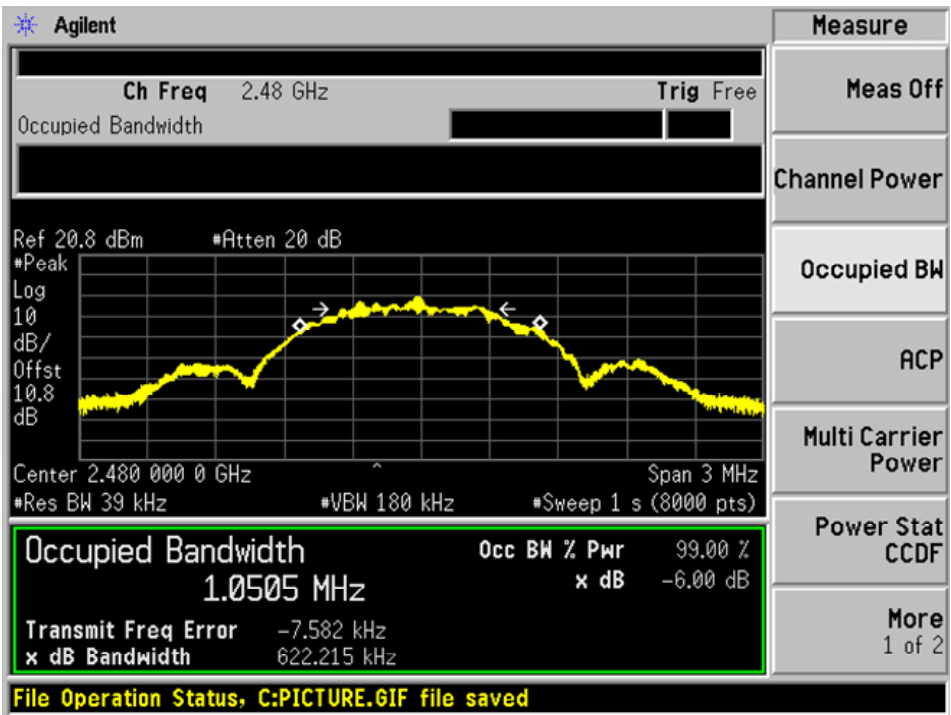 Agilent
Measure
Ch Freq 2.48 GHz
Trig Free
Occupied Bandwidth
Ref 20.8 dBm #Atten 20 dB
#Peak
Log
10
dB/
Offst
10.8
dB
Center 2.480 000 0 GHz
Span 3 MHz
#Res BW 39 kHz #VBW 180 kHz #Sweep 1 s (8000 pts)
Occupied Bandwidth
1.0505 MHz
Occ BW % Pwr 99.00 %
x dB -6.00 dB
Transmit Freq Error -7.582 kHz
x dB Bandwidth 622.215 kHz
Meas Off
Channel Power
Occupied BW
ACP
Multi Carrier
Power
Power Stat
CCDF
More
1 of 2
File Operation Status, C:PICTURE.GIF file saved